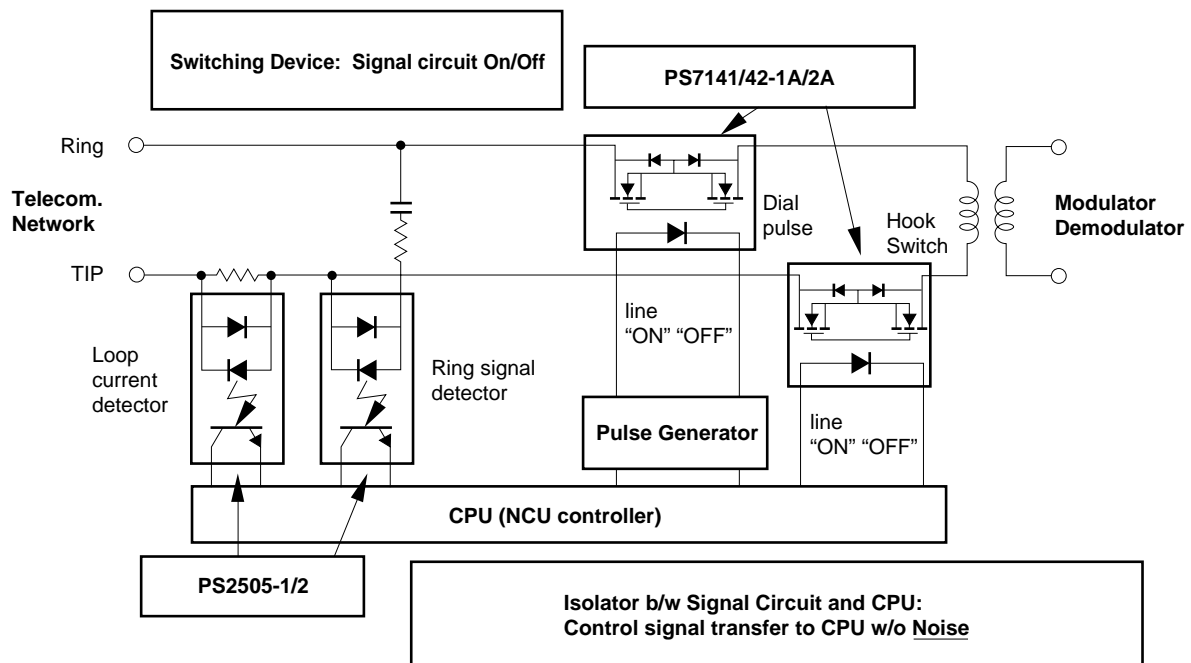 Switching Device: Signal circuit On/Off
PS7141/42-1A/2A
Ring
Telecom.
Network
TIP
Dial
pulse
Hook
Switch
Modulator
Demodulator
Loop
current
detector
Ring signal
detector
line
“ON” “OFF”
Pulse Generator
line
“ON” “OFF”
CPU (NCU controller)
PS2505-1/2
Isolator b/w Signal Circuit and CPU:
Control signal transfer to CPU w/o Noise